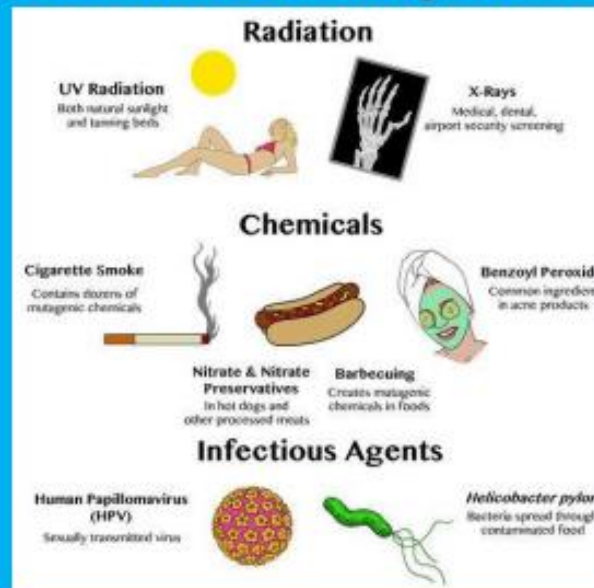 Radiation
UV Radiation
Both natural sunlight
and tanning beds
X-Rays
Medical, dental,
airport security screening
Chemicals
Cigarette Smoke
Contains dozens of
mutagenic chemicals
Benzoyl Peroxid
Common ingredien
in acne products
Nitrate & Nitrate
Preservatives
In hot dogs and
other processed meats
Barbecuing
Creates mutagenic
chemicals in foods
Infectious Agents
Human Papillomavirus
(HPV)
Sexually transmitted virus
Helicobacter pylor
Bacteria spread through
contaminated food